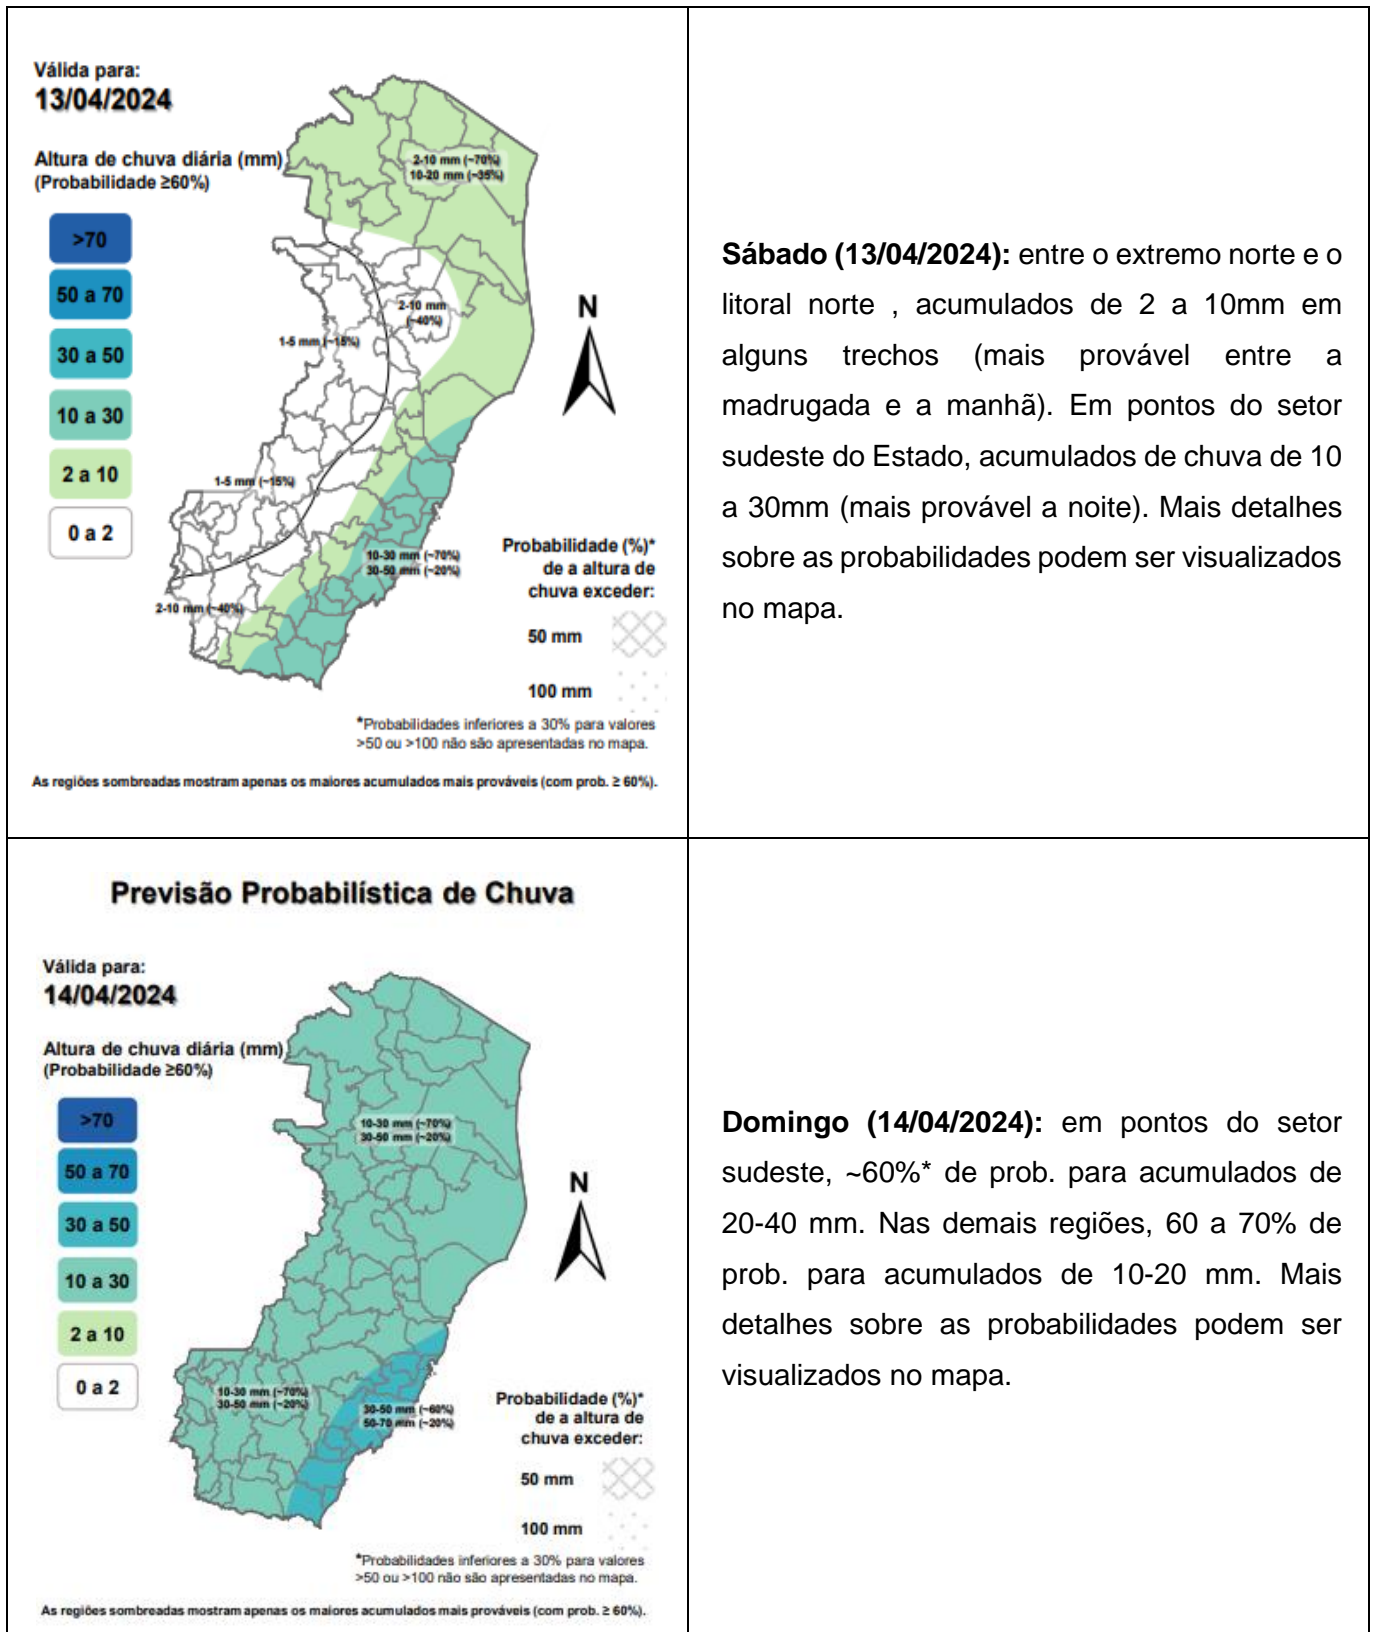 Válida para:
13/04/2024
Altura de chuva diária (mm)
(Probabilidade ≥60%)
>70
50 a 70
30 a 50
10 a 30
2 a 10
0 a 2
2-10 mm (~70%)
10-20 mm (~35%)
2-10 mm
(~40%)
1-5 mm (~15%)
1-5 mm (~15%)
10-30 mm (~70%)
30-50 mm (~20%)
2-10 mm (~40%)
N
Probabilidade (%)*
de a altura de
chuva exceder:
50 mm
100 mm
*Probabilidades inferiores a 30% para valores
>50 ou >100 não são apresentadas no mapa.
As regiões sombreadas mostram apenas os maiores acumulados mais prováveis (com prob. ≥ 60%).
Sábado (13/04/2024): entre o extremo norte e o
litoral norte , acumulados de 2 a 10mm em
alguns trechos (mais provável entre a
madrugada e a manhã). Em pontos do setor
sudeste do Estado, acumulados de chuva de 10
a 30mm (mais provável a noite). Mais detalhes
sobre as probabilidades podem ser visualizados
no mapa.
Previsão Probabilística de Chuva
Válida para:
14/04/2024
Altura de chuva diária (mm)
(Probabilidade ≥60%)
>70
50 a 70
30 a 50
10 a 30
2 a 10
0 a 2
10-30 mm (~70%)
30-50 mm (~20%)
10-30 mm (~70%)
30-50 mm (~20%)
30-50 mm (~60%)
50-70 mm (~20%)
N
Probabilidade (%)*
de a altura de
chuva exceder:
50 mm
100 mm
*Probabilidades inferiores a 30% para valores
>50 ou >100 não são apresentadas no mapa.
As regiões sombreadas mostram apenas os maiores acumulados mais prováveis (com prob. ≥ 60%).
Domingo (14/04/2024): em pontos do setor
sudeste, ~60%* de prob. para acumulados de
20-40 mm. Nas demais regiões, 60 a 70% de
prob. para acumulados de 10-20 mm. Mais
detalhes sobre as probabilidades podem ser
visualizados no mapa.